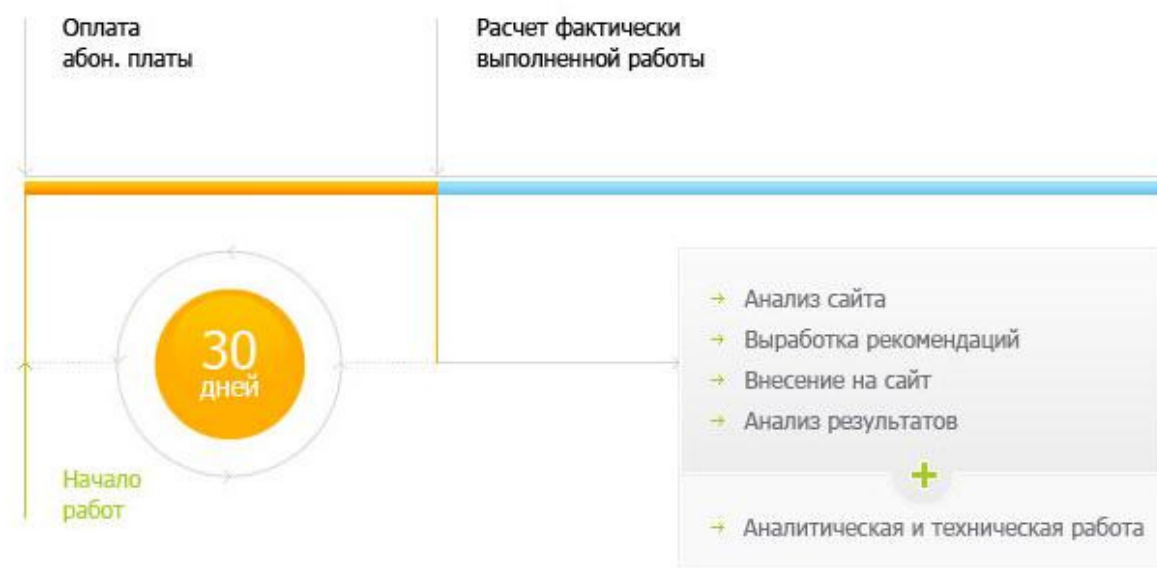 Оплата
абон. платы
Расчет фактически
выполненной работы
30
дней
Начало
работ
Анализ сайта
Выработка рекомендаций
Внесение на сайт
Анализ результатов
+
Аналитическая и техническая работа